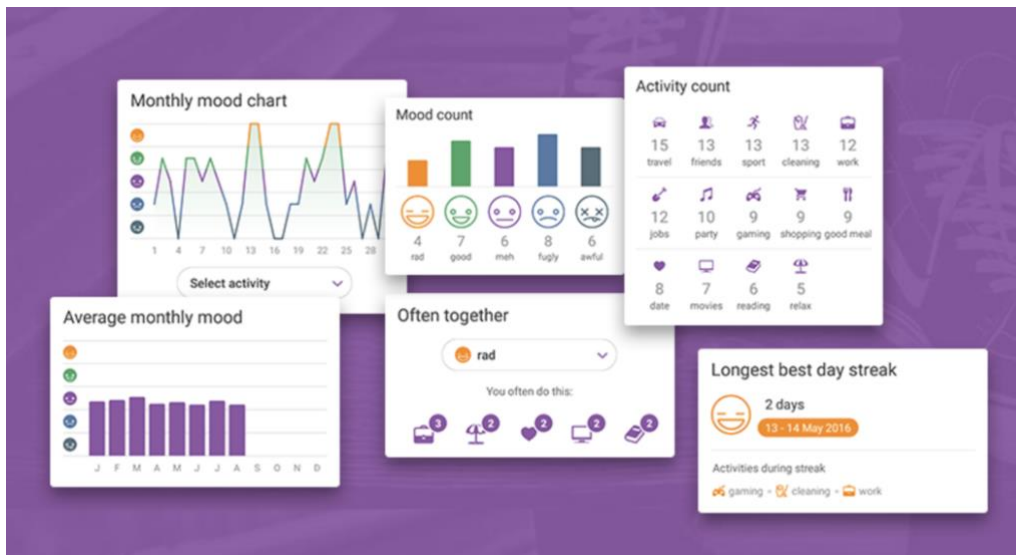 Monthly mood chart
1 4 7 10 13 16 19 22 25 28
Select activity
Mood count
4 7 6 8 6
rad good meh fugly awful
Activity count
15 13 13 13 12
travel friends sport cleaning work
12 10 9 9 9
jobs party gaming shopping good meal
8 7 6 5
date movies reading relax
Average monthly mood
J F M A M J J A S O N D
Often together
rad
You often do this:
3 2 2 2 2
Longest best day streak
2 days
13 - 14 May 2016
Activities during streak
gaming - cleaning - work